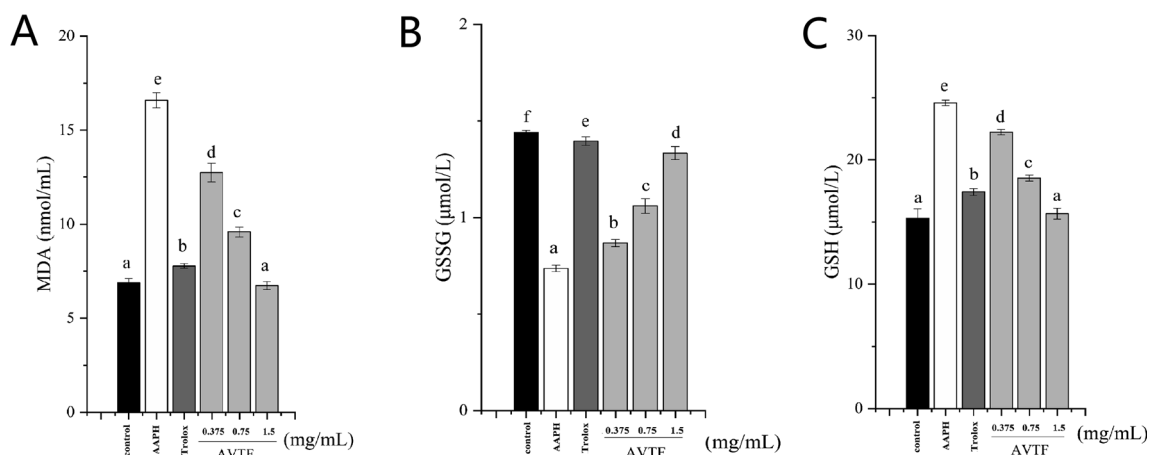 A
MDA (nmol/mL)
20
15
10
5
0
a
e
b
d
c
a
control
AAPH
Trolox
0.375 0.75 1.5
(mg/mL)
AVTF
B
GSSG (μmol/L)
2
1
0
f
a
e
b
c
d
control
AAPH
Trolox
0.375 0.75 1.5
(mg/mL)
AVTF
C
GSH (μmol/L)
30
20
10
0
a
e
b
d
c
a
control
AAPH
Trolox
0.375 0.75 1.5
(mg/mL)
AVTF